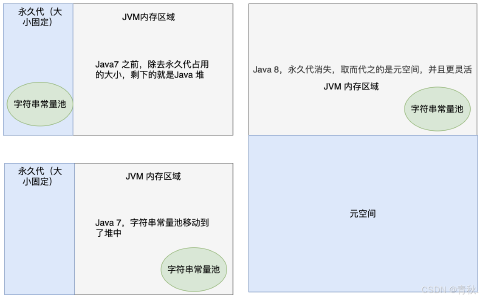 永久代（大
小固定）
JVM内存区域
Java7 之前，除去永久代占用
的大小，剩下的就是Java 堆
字符串常量池
永久代（大
小固定）
JVM 内存区域
Java 7，字符串常量池移动到
了堆中
字符串常量池
Java 8，永久代消失，取而代之的是元空间，并且更灵活
JVM 内存区域
字符串常量池
元空间
CSDN @青秋.